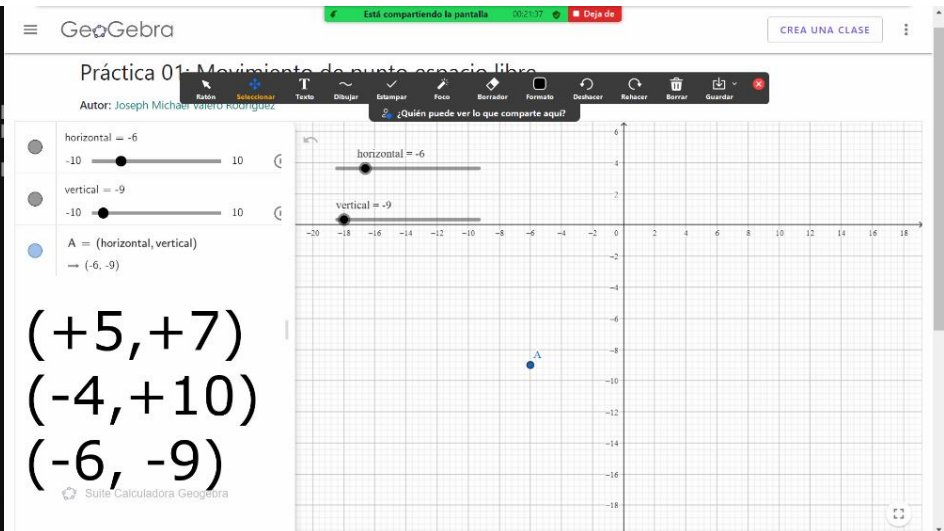 Está compartiendo la pantalla 00:21:37 Deja de
GeoGebra
CREA UNA CLASE
Práctica 01: Movimiento de punto espacio libre
Ratón Seleccionar Texto Dibujar Estampar Foco Borrador Formato Deshacer Rehacer Borrar Guardar
Autor: Joseph Michael Valero Rodríguez
¿Quién puede ver lo que comparte aquí?
horizontal = -6
-10 10
vertical = -9
-10 10
A = (horizontal, vertical)
→ (-6, -9)
(+5,+7)
(-4,+10)
(-6, -9)
Suite Calculadora Geogebra
horizontal = -6
vertical = -9
6
4
2
-20 -18 -16 -14 -12 -10 -8 -6 -4 -2 0 2 4 6 8 10 12 14 16 18
-2
-4
-6
-8
A
-10
-12
-14
-16
-18